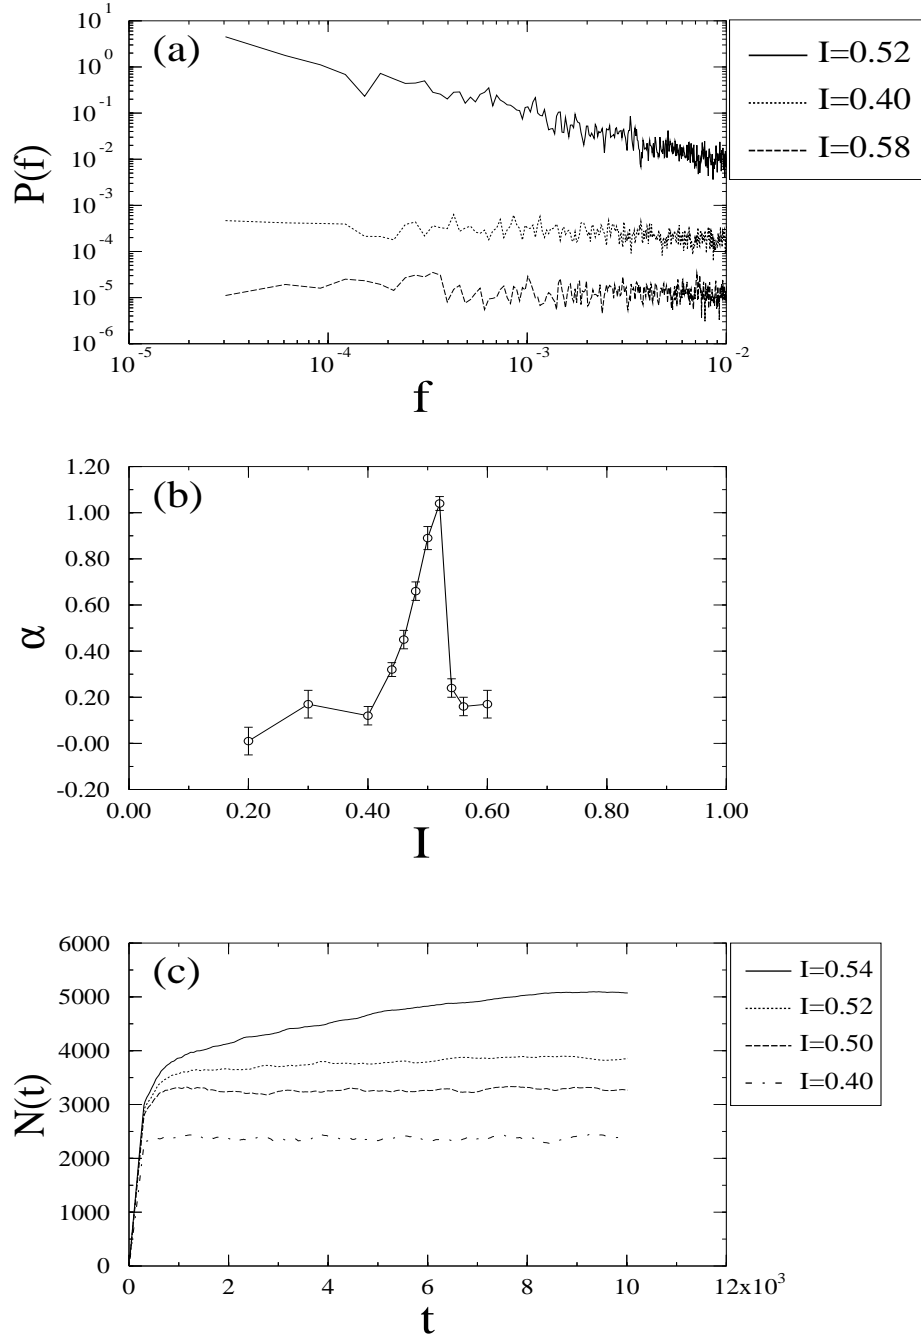 (a)
P(f)
10^1
10^0
10^-1
10^-2
10^-3
10^-4
10^-5
10^-6
10^-5 10^-4 10^-3 10^-2
f
I=0.52
I=0.40
I=0.58
(b)
α
1.20
1.00
0.80
0.60
0.40
0.20
-0.00
-0.20
0.00 0.20 0.40 0.60 0.80 1.00
I
(c)
N(t)
6000
5000
4000
3000
2000
1000
0
0 2 4 6 8 10 12x10^3
t
I=0.54
I=0.52
I=0.50
I=0.40